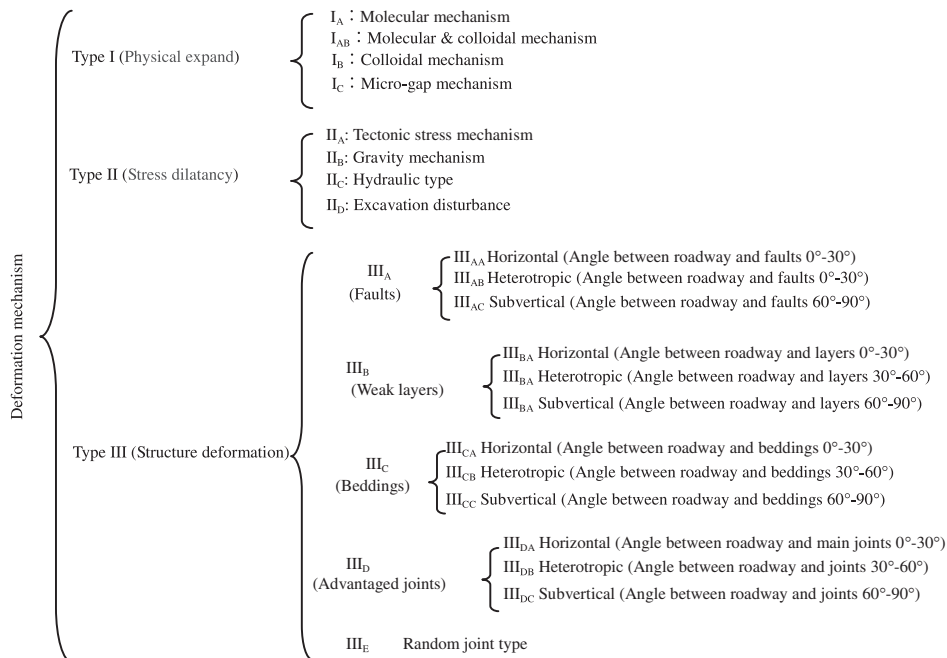 Deformation mechanism
Type I (Physical expand)
I_A：Molecular mechanism
I_AB：Molecular & colloidal mechanism
I_B：Colloidal mechanism
I_C：Micro-gap mechanism
Type II (Stress dilatancy)
II_A: Tectonic stress mechanism
II_B: Gravity mechanism
II_C: Hydraulic type
II_D: Excavation disturbance
Type III (Structure deformation)
III_A
(Faults)
III_AA Horizontal (Angle between roadway and faults 0°-30°)
III_AB Heterotropic (Angle between roadway and faults 0°-30°)
III_AC Subvertical (Angle between roadway and faults 60°-90°)
III_B
(Weak layers)
III_BA Horizontal (Angle between roadway and layers 0°-30°)
III_BA Heterotropic (Angle between roadway and layers 30°-60°)
III_BA Subvertical (Angle between roadway and layers 60°-90°)
III_C
(Beddings)
III_CA Horizontal (Angle between roadway and beddings 0°-30°)
III_CB Heterotropic (Angle between roadway and beddings 30°-60°)
III_CC Subvertical (Angle between roadway and beddings 60°-90°)
III_D
(Advantaged joints)
III_DA Horizontal (Angle between roadway and main joints 0°-30°)
III_DB Heterotropic (Angle between roadway and joints 30°-60°)
III_DC Subvertical (Angle between roadway and joints 60°-90°)
III_E Random joint type